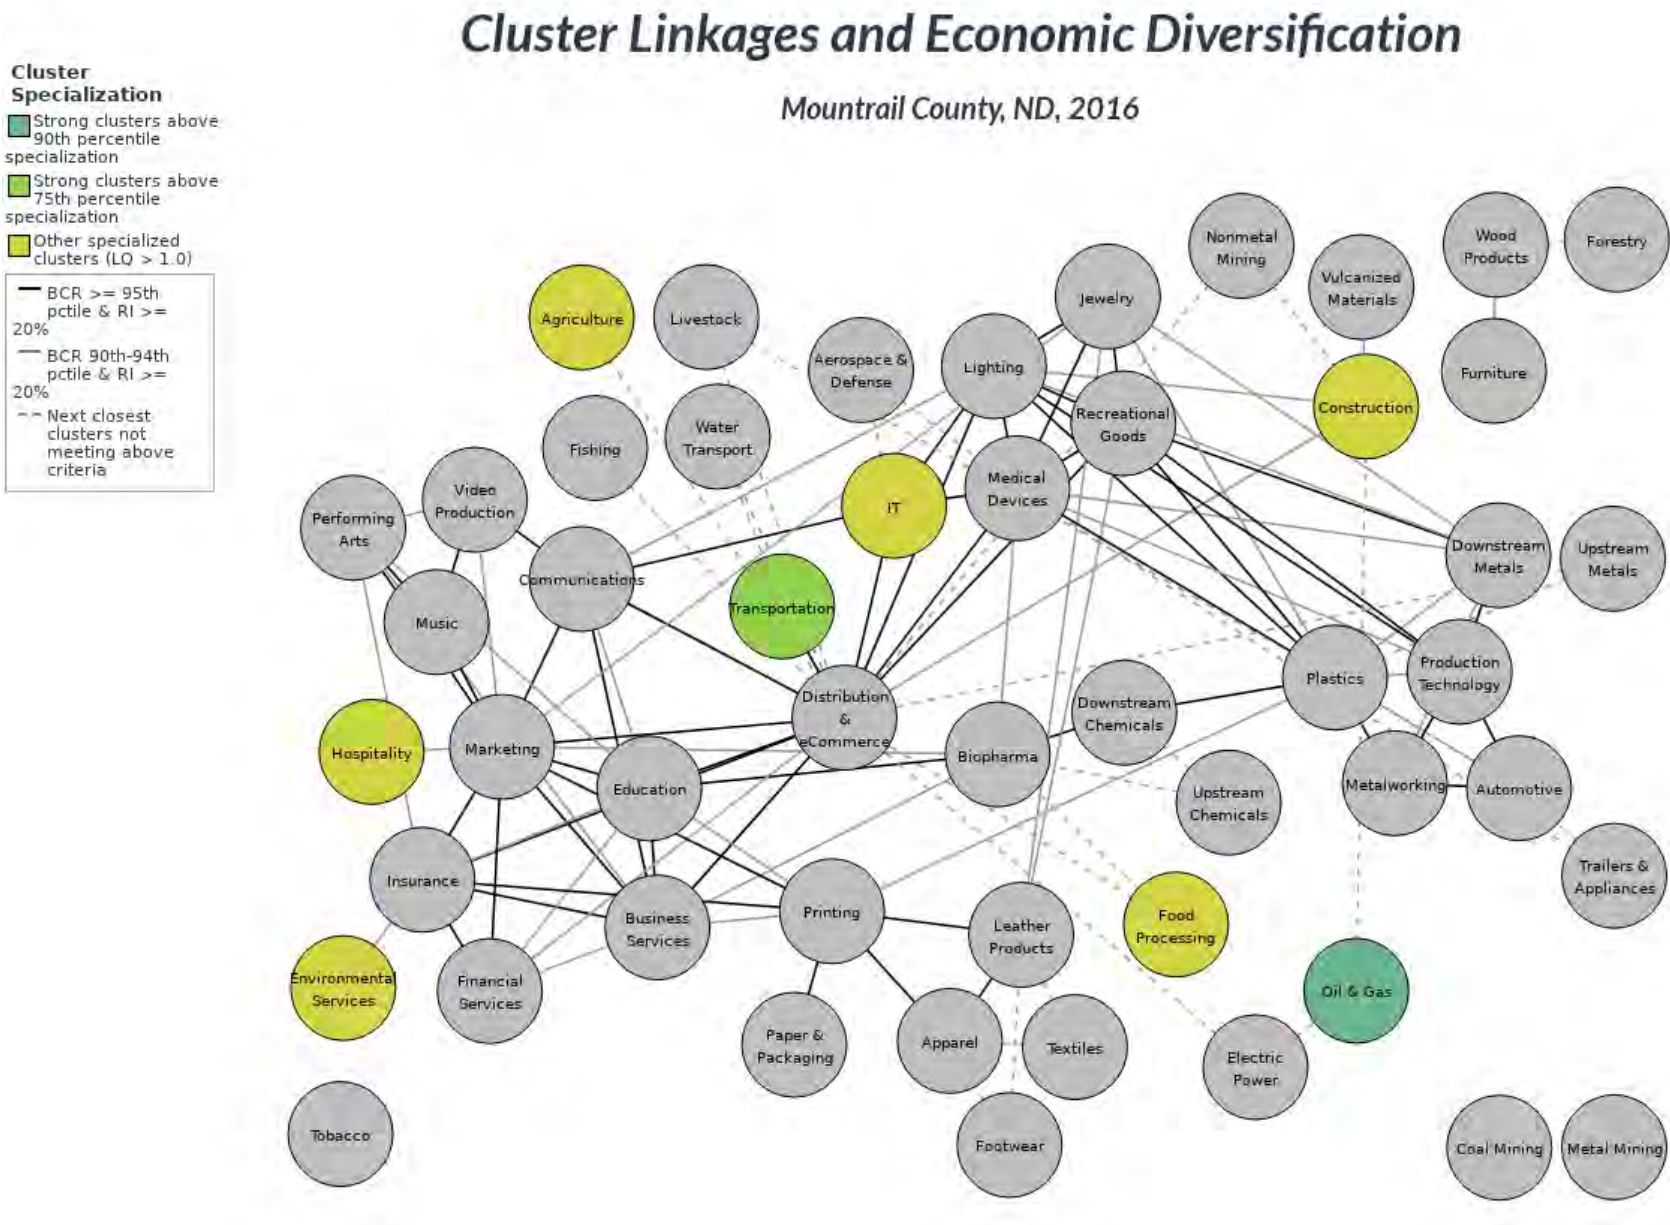 Cluster Linkages and Economic Diversification
Mountrail County, ND, 2016
Cluster
Specialization
Strong clusters above
90th percentile
specialization
Strong clusters above
75th percentile
specialization
Other specialized
clusters (LQ > 1.0)
BCR >= 95th
pctile & RI >=
20%
BCR 90th-94th
pctile & RI >=
20%
Next closest
clusters not
meeting above
criteria
Nonmetal
Mining
Wood
Products
Forestry
Vulcanized
Materials
Jewelry
Agriculture
Livestock
Aerospace &
Defense
Lighting
Furniture
Construction
Recreational
Goods
Fishing
Water
Transport
Medical
Devices
IT
Video
Production
Performing
Arts
Communications
Downstream
Metals
Upstream
Metals
Transportation
Music
Plastics
Production
Technology
Distribution
&
eCommerce
Downstream
Chemicals
Hospitality
Marketing
Education
Biopharma
Upstream
Chemicals
Metalworking
Automotive
Trailers &
Appliances
Insurance
Business
Services
Printing
Leather
Products
Food
Processing
Environmental
Services
Financial
Services
Oil & Gas
Paper &
Packaging
Apparel
Textiles
Electric
Power
Tobacco
Footwear
Coal Mining
Metal Mining